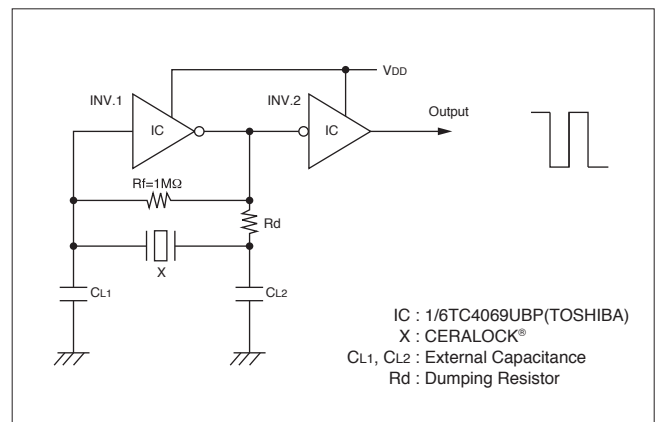 VDD
INV.1
INV.2
Output
IC
IC
Rf=1MΩ
Rd
X
CL1
CL2
IC : 1/6TC4069UBP(TOSHIBA)
X : CERALOCK®
CL1, CL2 : External Capacitance
Rd : Dumping Resistor